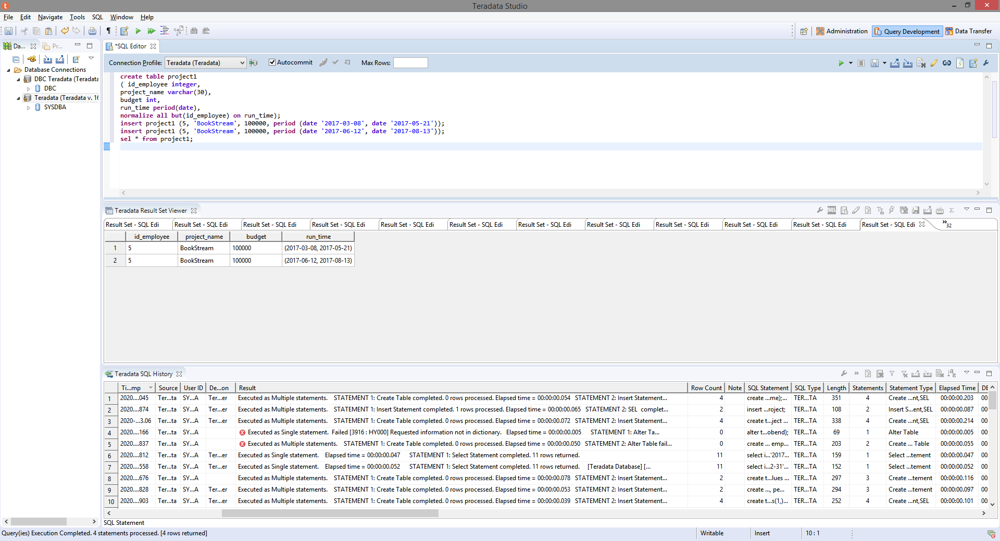 Teradata Studio
File Edit Navigate Tools SQL Window Help
Administration Query Development Data Transfer
Da... Pr...
Database Connections
DBC Teradata (Teradata
DBC
Teradata (Teradata v. 16
SYSDBA
*SQL Editor
Connection Profile: Teradata (Teradata) Autocommit Max Rows:
create table project1
( id_employee integer,
project_name varchar(30),
budget int,
run_time period(date),
normalize all but(id_employee) on run_time);
insert project1 (5, 'BookStream', 100000, period (date '2017-03-08', date '2017-05-21'));
insert project1 (5, 'BookStream', 100000, period (date '2017-06-12', date '2017-08-13'));
sel * from project1;
Teradata Result Set Viewer
Result Set - SQL Edi Result Set - SQL Edi Result Set - SQL Edi Result Set - SQL Edi Result Set - SQL Edi Result Set - SQL Edi Result Set - SQL Edi Result Set - SQL Edi Result Set - SQL Edi Result Set - SQL Edi Result Set - SQL Edi Result Set - SQL Edi »32
id_employee project_name budget run_time
1 5 BookStream 100000 (2017-03-08, 2017-05-21)
2 5 BookStream 100000 (2017-06-12, 2017-08-13)
Teradata SQL History
Ti...mp Source User ID De...on Result Row Count Note SQL Statement SQL Type Length Statements Statement Type Elapsed Time DE
1 2020....045 Ter...ta SY...A Ter...er Executed as Multiple statements. STATEMENT 1: Create Table completed. 0 rows processed. Elapsed time = 00:00:00.054 STATEMENT 2: Insert Statement... 4 create ...me);... TER...TA 351 4 Create ...nt,SEL 00:00:00.203 00:
2 2020....874 Ter...ta SY...A Ter...er Executed as Multiple statements. STATEMENT 1: Insert Statement completed. 1 rows processed. Elapsed time = 00:00:00.065 STATEMENT 2: SEL complet... 2 insert ...roject; TER...TA 108 2 Insert S...ent,SEL 00:00:00.087 00:
3 2020-...3.06 Ter...ta SY...A Ter...er Executed as Multiple statements. STATEMENT 1: Create Table completed. 0 rows processed. Elapsed time = 00:00:00.072 STATEMENT 2: Insert Statement... 4 create t...ject ... TER...TA 338 4 Create ...nt,SEL 00:00:00.214 00:
4 2020....166 Ter...ta SY...A Executed as Single statement. Failed [3916 : HY000] Requested information not in dictionary. Elapsed time = 00:00:00.005 STATEMENT 1: Alter Ta... 0 alter t...obend); TER...TA 69 1 Alter Table 00:00:00.005 00:
5 2020....837 Ter...ta SY...A Executed as Multiple statements. STATEMENT 1: Create Table completed. 0 rows processed. Elapsed time = 00:00:00.050 STATEMENT 2: Alter Table fail... 0 create ... emp... TER...TA 203 2 Create ... Table 00:00:00.055 00:
6 2020....812 Ter...ta SY...A Ter...er Executed as Single statement. Elapsed time = 00:00:00.047 STATEMENT 1: Select Statement completed. 11 rows returned. 11 select i...'2017... TER...TA 159 1 Select ...tement 00:00:00.047 00:
7 2020....558 Ter...ta SY...A Ter...er Executed as Single statement. Elapsed time = 00:00:00.052 STATEMENT 1: Select Statement completed. 11 rows returned. [Teradata Database] [... 11 select i...2-31'... TER...TA 152 1 Select ...tement 00:00:00.052 00:
8 2020....676 Ter...ta SY...A Executed as Multiple statements. STATEMENT 1: Create Table completed. 0 rows processed. Elapsed time = 00:00:00.078 STATEMENT 2: Insert Statement... 2 create t...lues ... TER...TA 297 3 Create ...tement 00:00:00.116 00:
9 2020....828 Ter...ta SY...A Ter...er Executed as Multiple statements. STATEMENT 1: Create Table completed. 0 rows processed. Elapsed time = 00:00:00.053 STATEMENT 2: Insert Statement... 2 create ..., pe... TER...TA 294 3 Create ...tement 00:00:00.097 00:
10 2020....903 Ter...ta SY...A Ter...er Executed as Multiple statements. STATEMENT 1: Create Table completed. 0 rows processed. Elapsed time = 00:00:00.039 STATEMENT 2: Insert Statement... 4 create t...s(1,)... TER...TA 252 4 Create ...nt,SEL 00:00:00.101 00:
SQL Statement
Query(ies) Execution Completed. 4 statements processed. [4 rows returned] Writable Insert 10 : 1